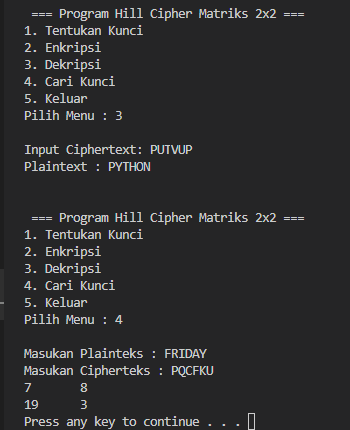 === Program Hill Cipher Matriks 2x2 ===
1. Tentukan Kunci
2. Enkripsi
3. Dekripsi
4. Cari Kunci
5. Keluar
Pilih Menu : 3
Input Ciphertext: PUTVUP
Plaintext : PYTHON
=== Program Hill Cipher Matriks 2x2 ===
1. Tentukan Kunci
2. Enkripsi
3. Dekripsi
4. Cari Kunci
5. Keluar
Pilih Menu : 4
Masukan Plainteks : FRIDAY
Masukan Cipherteks : PQCFKU
7 8
19 3
Press any key to continue . . .